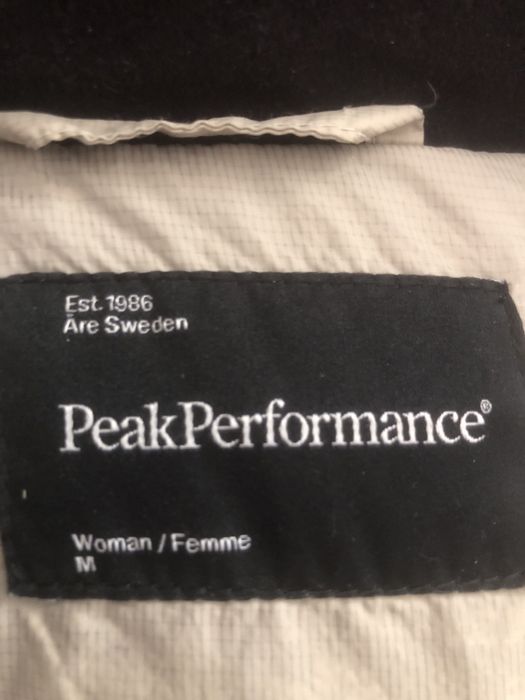 Est. 1986
Åre Sweden
PeakPerformance®
Woman / Femme
M